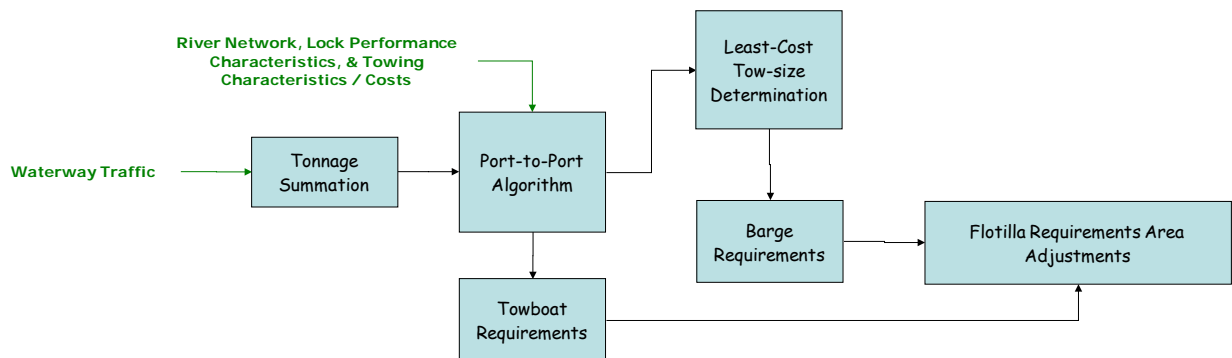 River Network, Lock Performance
Characteristics, & Towing
Characteristics / Costs
Least-Cost
Tow-size
Determination
Waterway Traffic
Tonnage
Summation
Port-to-Port
Algorithm
Barge
Requirements
Flotilla Requirements Area
Adjustments
Towboat
Requirements